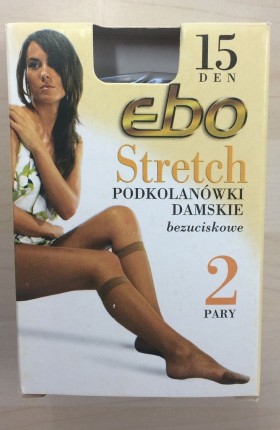 15
DEN
ebo
Stretch
PODKOLANÓWKI
DAMSKIE
bezuciskowe
2
PARY